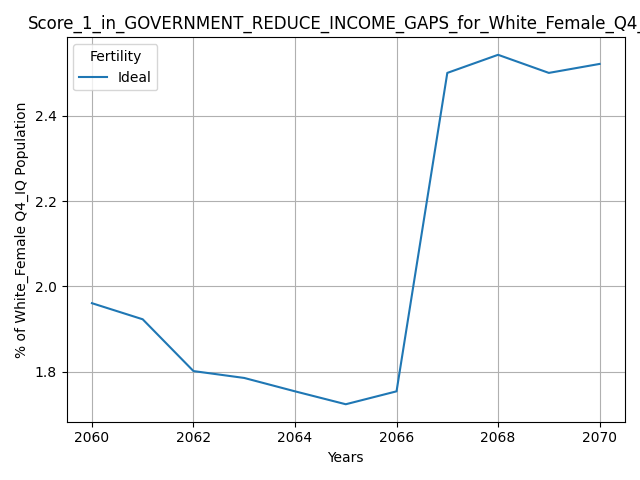 Score_1_in_GOVERNMENT_REDUCE_INCOME_GAPS_for_White_Female_Q4_
Fertility
Ideal
% of White_Female Q4_IQ Population
2.4
2.2
2.0
1.8
2060 2062 2064 2066 2068 2070
Years